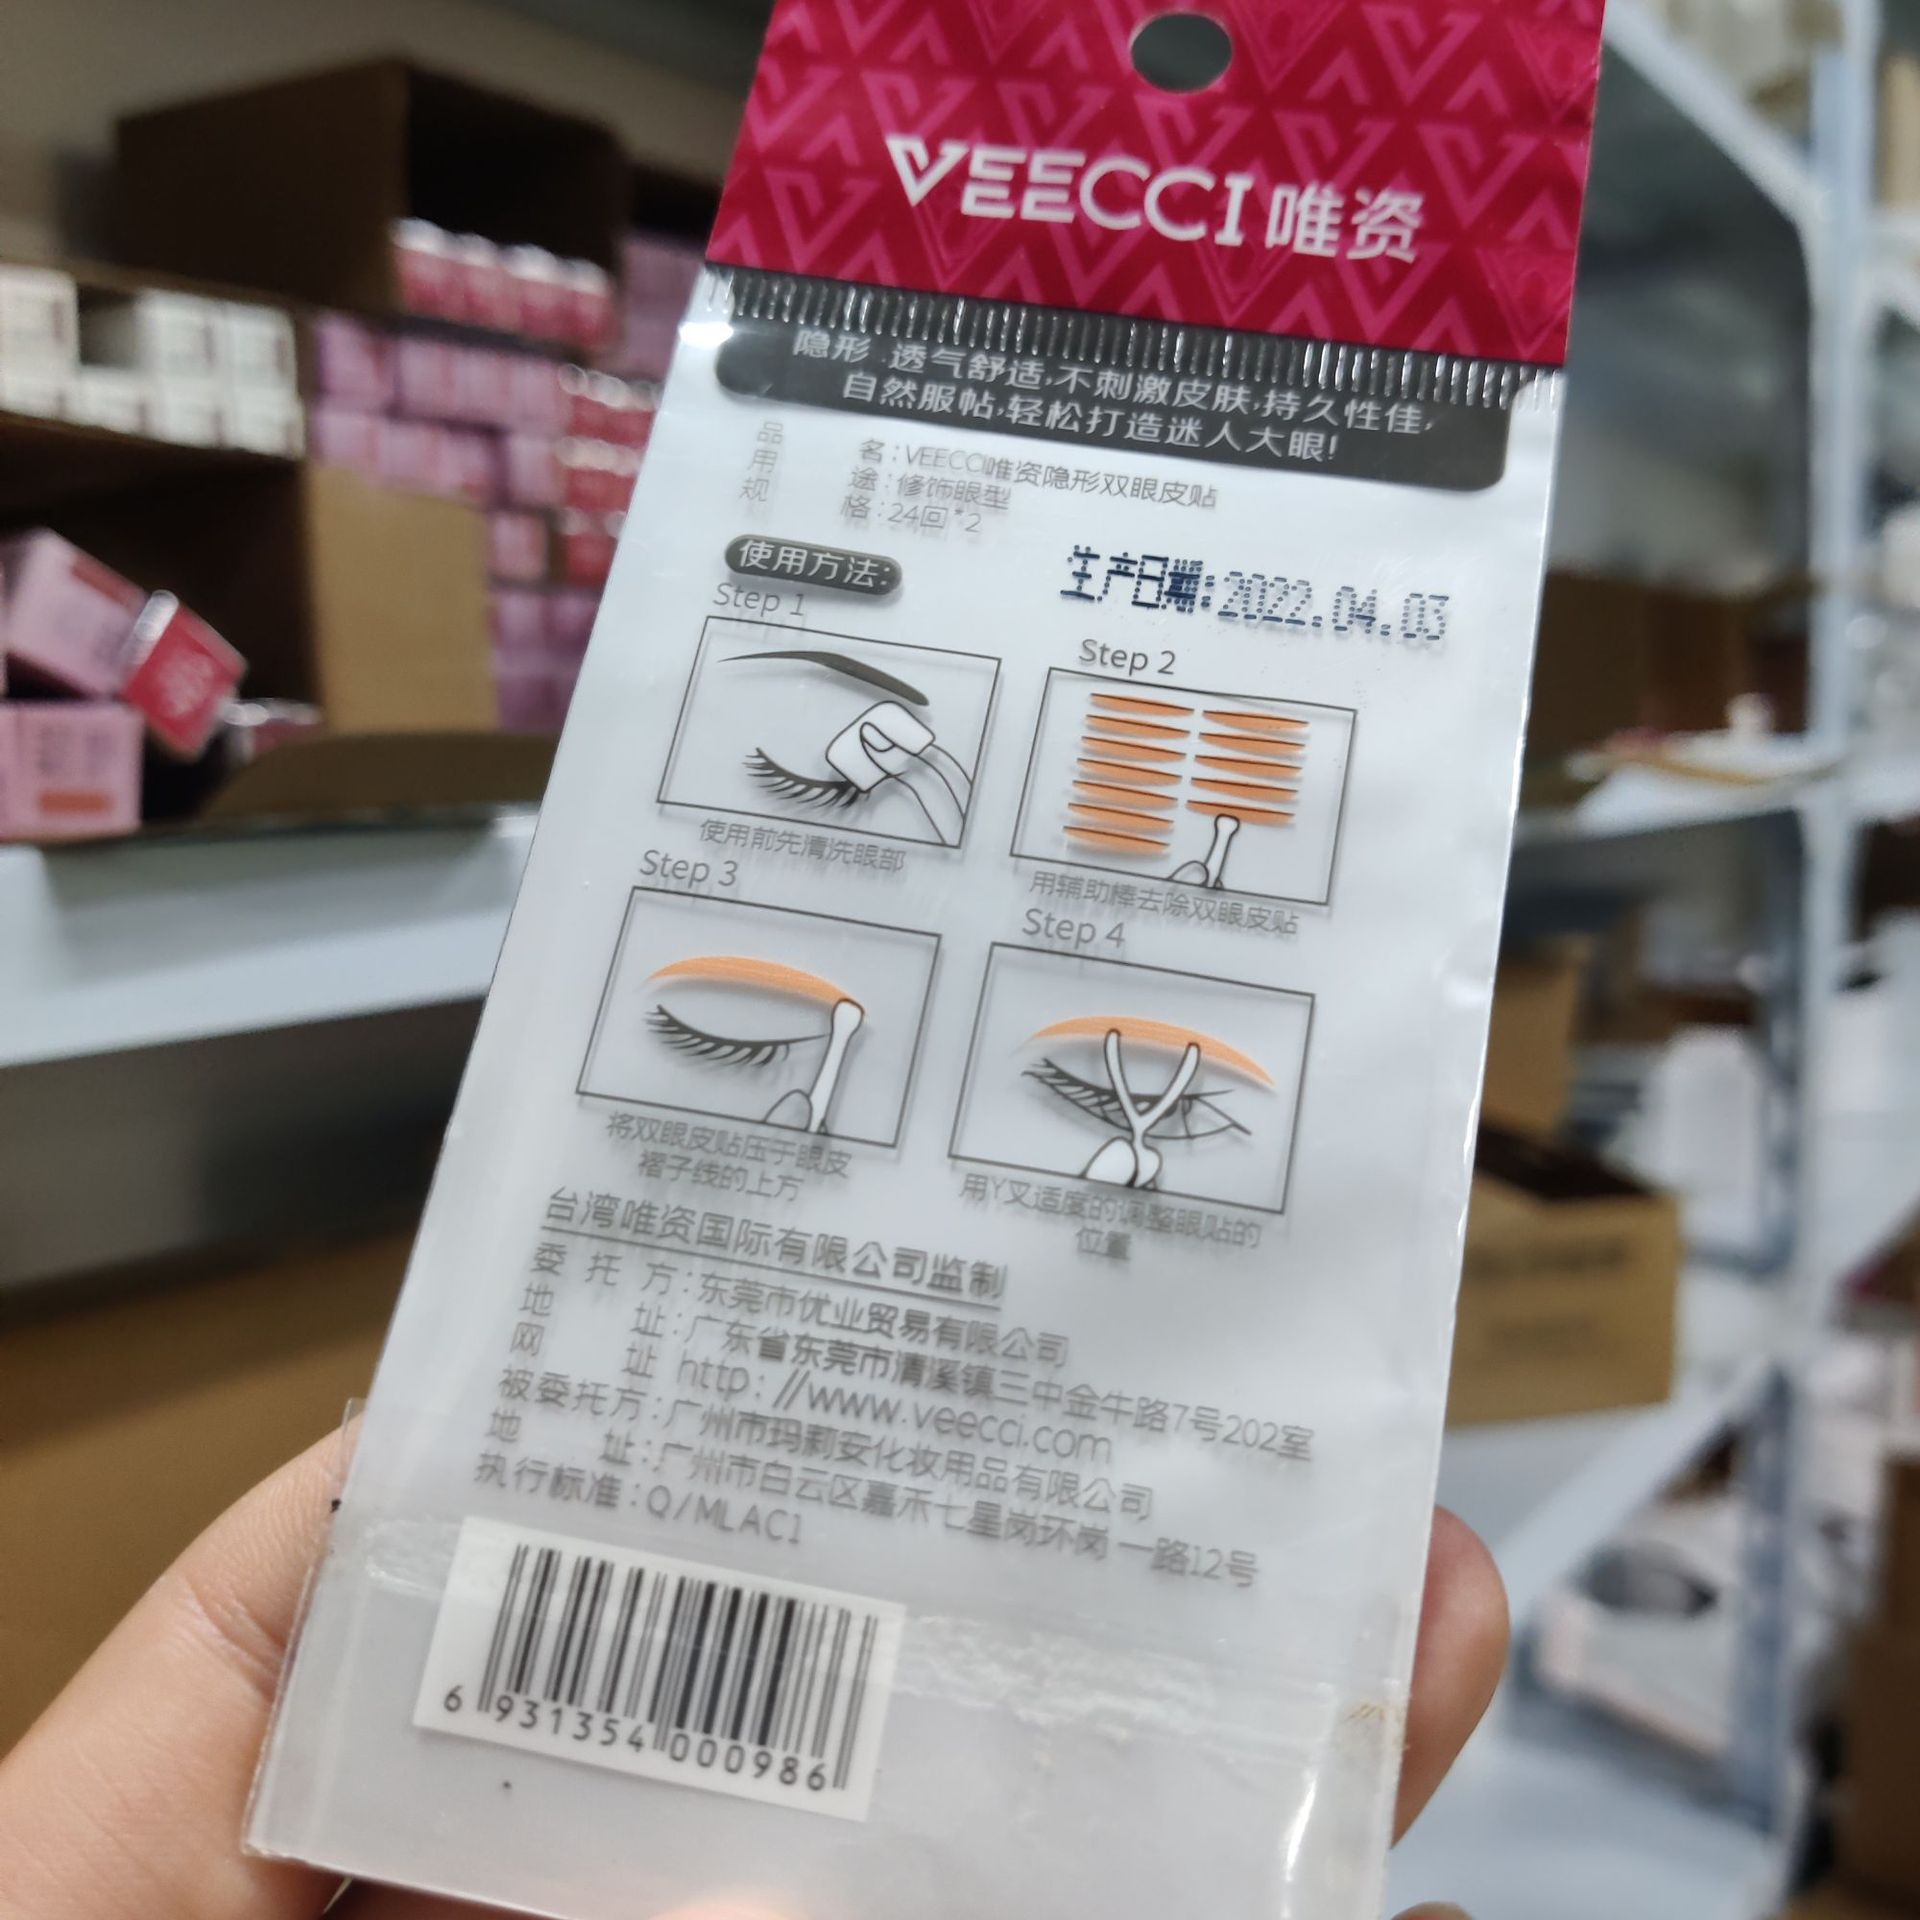 VEECCI唯资
隐形、透气舒适,不刺激皮肤,持久性佳,
自然服帖,轻松打造迷人大眼!
品名:VEECCI唯资隐形双眼皮贴
用途:修饰眼型
规格:24回*2
生产日期:2022.04.03
使用方法:
Step 1
使用前先清洗眼部
Step 2
用辅助棒去除双眼皮贴
Step 3
将双眼皮贴压于眼皮
褶子线的上方
Step 4
用Y叉适度的调整眼贴的
位置
台湾唯资国际有限公司监制
委托方:东莞市优业贸易有限公司
地址:广东省东莞市清溪镇三中金牛路7号202室
网址 http://www.veecci.com
被委托方:广州市玛莉安化妆用品有限公司
地址:广州市白云区嘉禾七星岗环岗一路12号
执行标准:Q/MLAC1
6 931354 000986